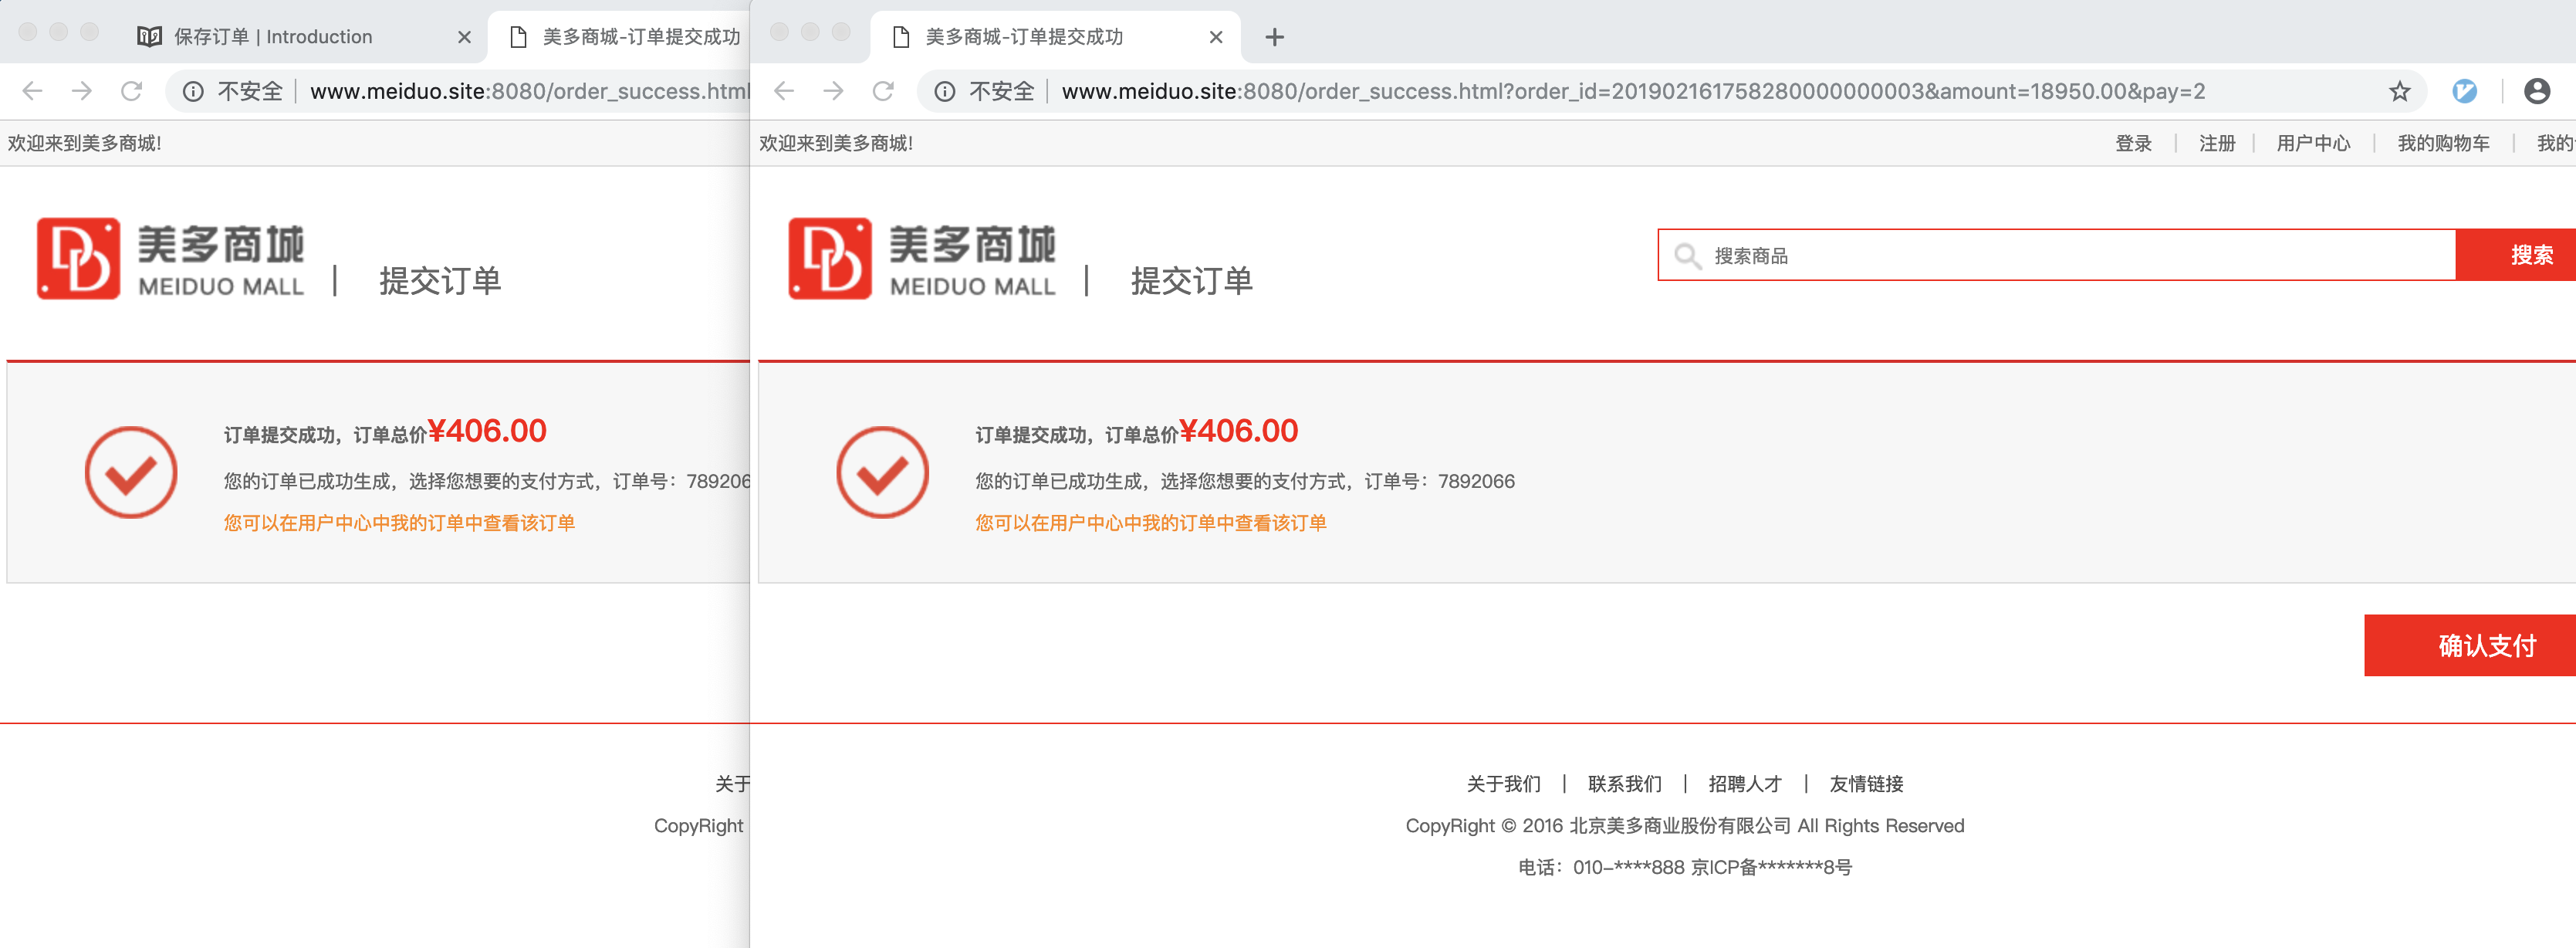 保存订单 | Introduction
美多商城-订单提交成功
不安全
www.meiduo.site:8080/order_success.html
欢迎来到美多商城!
美多商城
MEIDUO MALL
提交订单
订单提交成功，订单总价¥406.00
您的订单已成功生成，选择您想要的支付方式，订单号：789206
您可以在用户中心中我的订单中查看该订单
关于
CopyRight
美多商城-订单提交成功
不安全
www.meiduo.site:8080/order_success.html?order_id=20190216175828000000003&amount=18950.00&pay=2
欢迎来到美多商城!
登录 | 注册 | 用户中心 | 我的购物车 | 我的
美多商城
MEIDUO MALL
提交订单
搜索商品
搜索
订单提交成功，订单总价¥406.00
您的订单已成功生成，选择您想要的支付方式，订单号：7892066
您可以在用户中心中我的订单中查看该订单
确认支付
关于我们 | 联系我们 | 招聘人才 | 友情链接
CopyRight © 2016 北京美多商业股份有限公司 All Rights Reserved
电话：010-****888 京ICP备*******8号